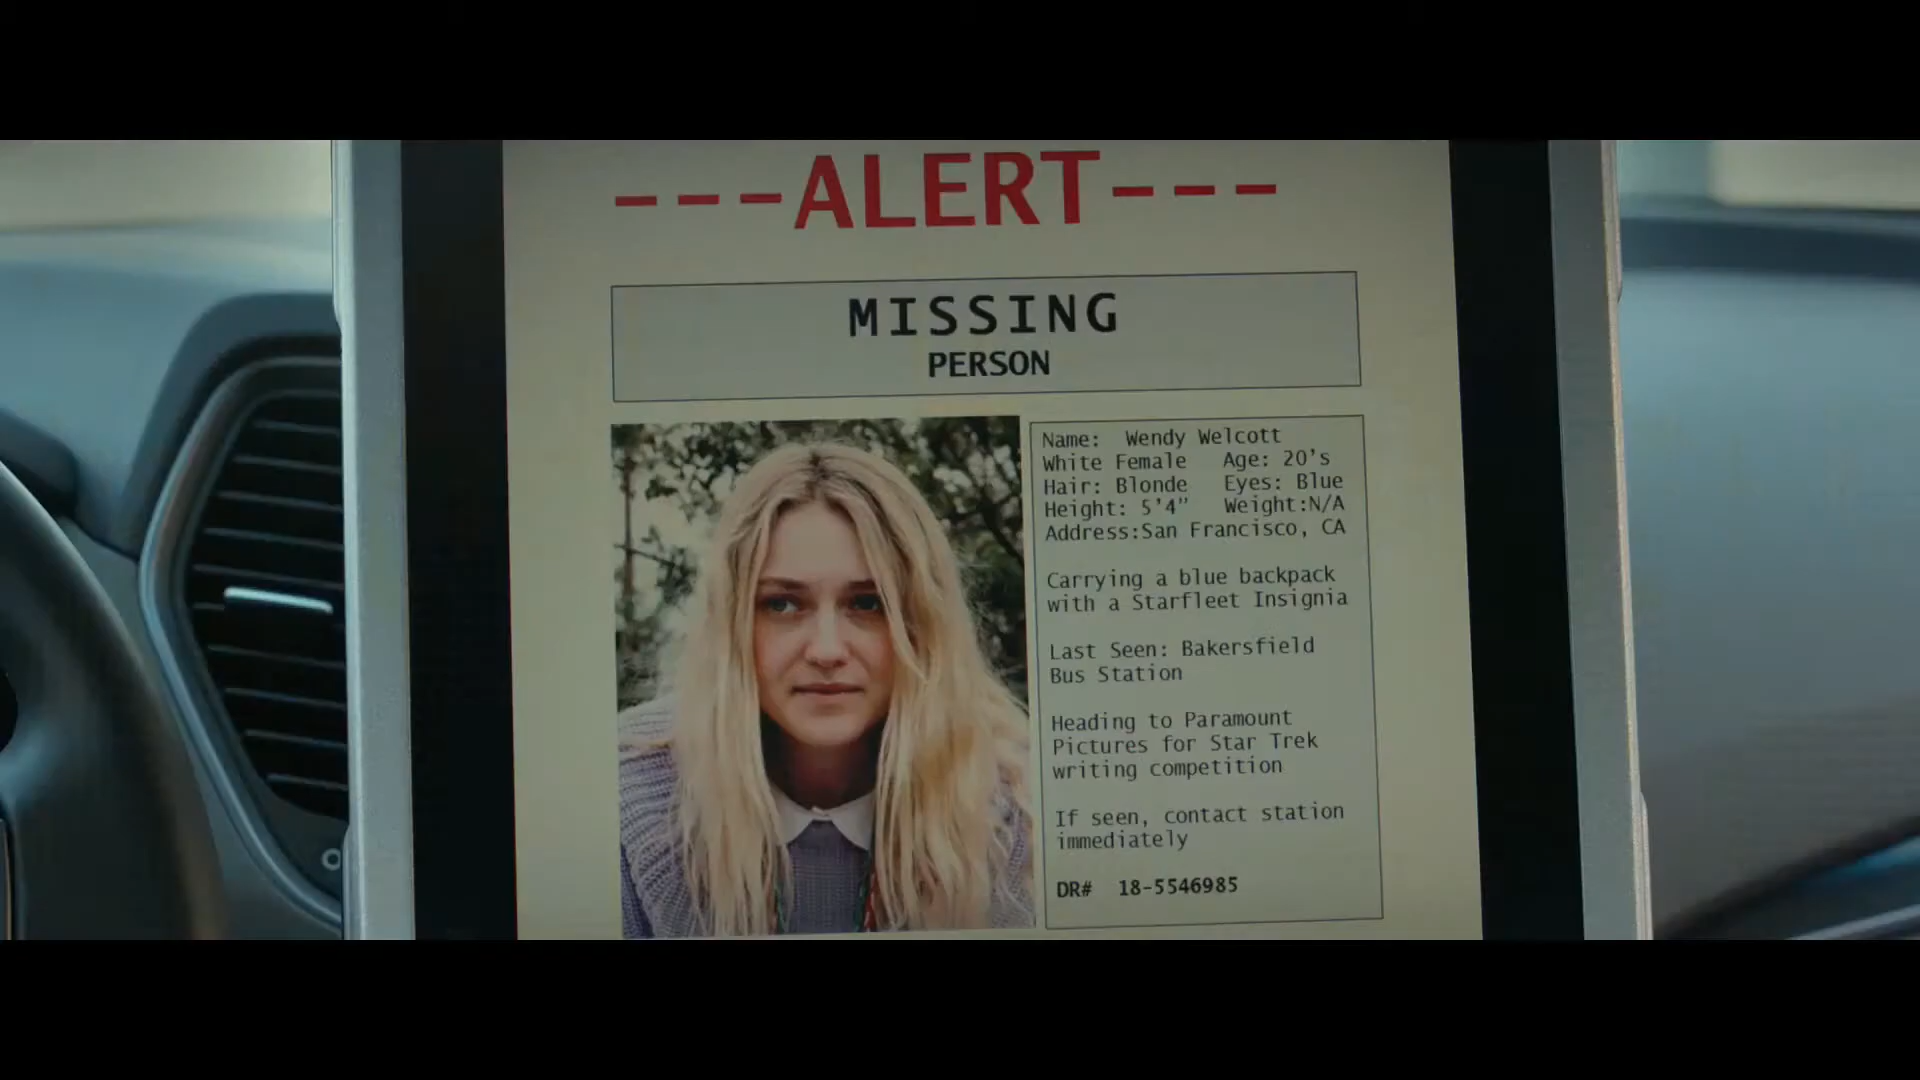 ---ALERT---
MISSING
PERSON
Name: Wendy Welcott
White Female Age: 20's
Hair: Blonde Eyes: Blue
Height: 5'4" Weight:N/A
Address:San Francisco, CA
Carrying a blue backpack
with a Starfleet Insignia
Last Seen: Bakersfield
Bus Station
Heading to Paramount
Pictures for Star Trek
writing competition
If seen, contact station
immediately
DR# 18-5546985